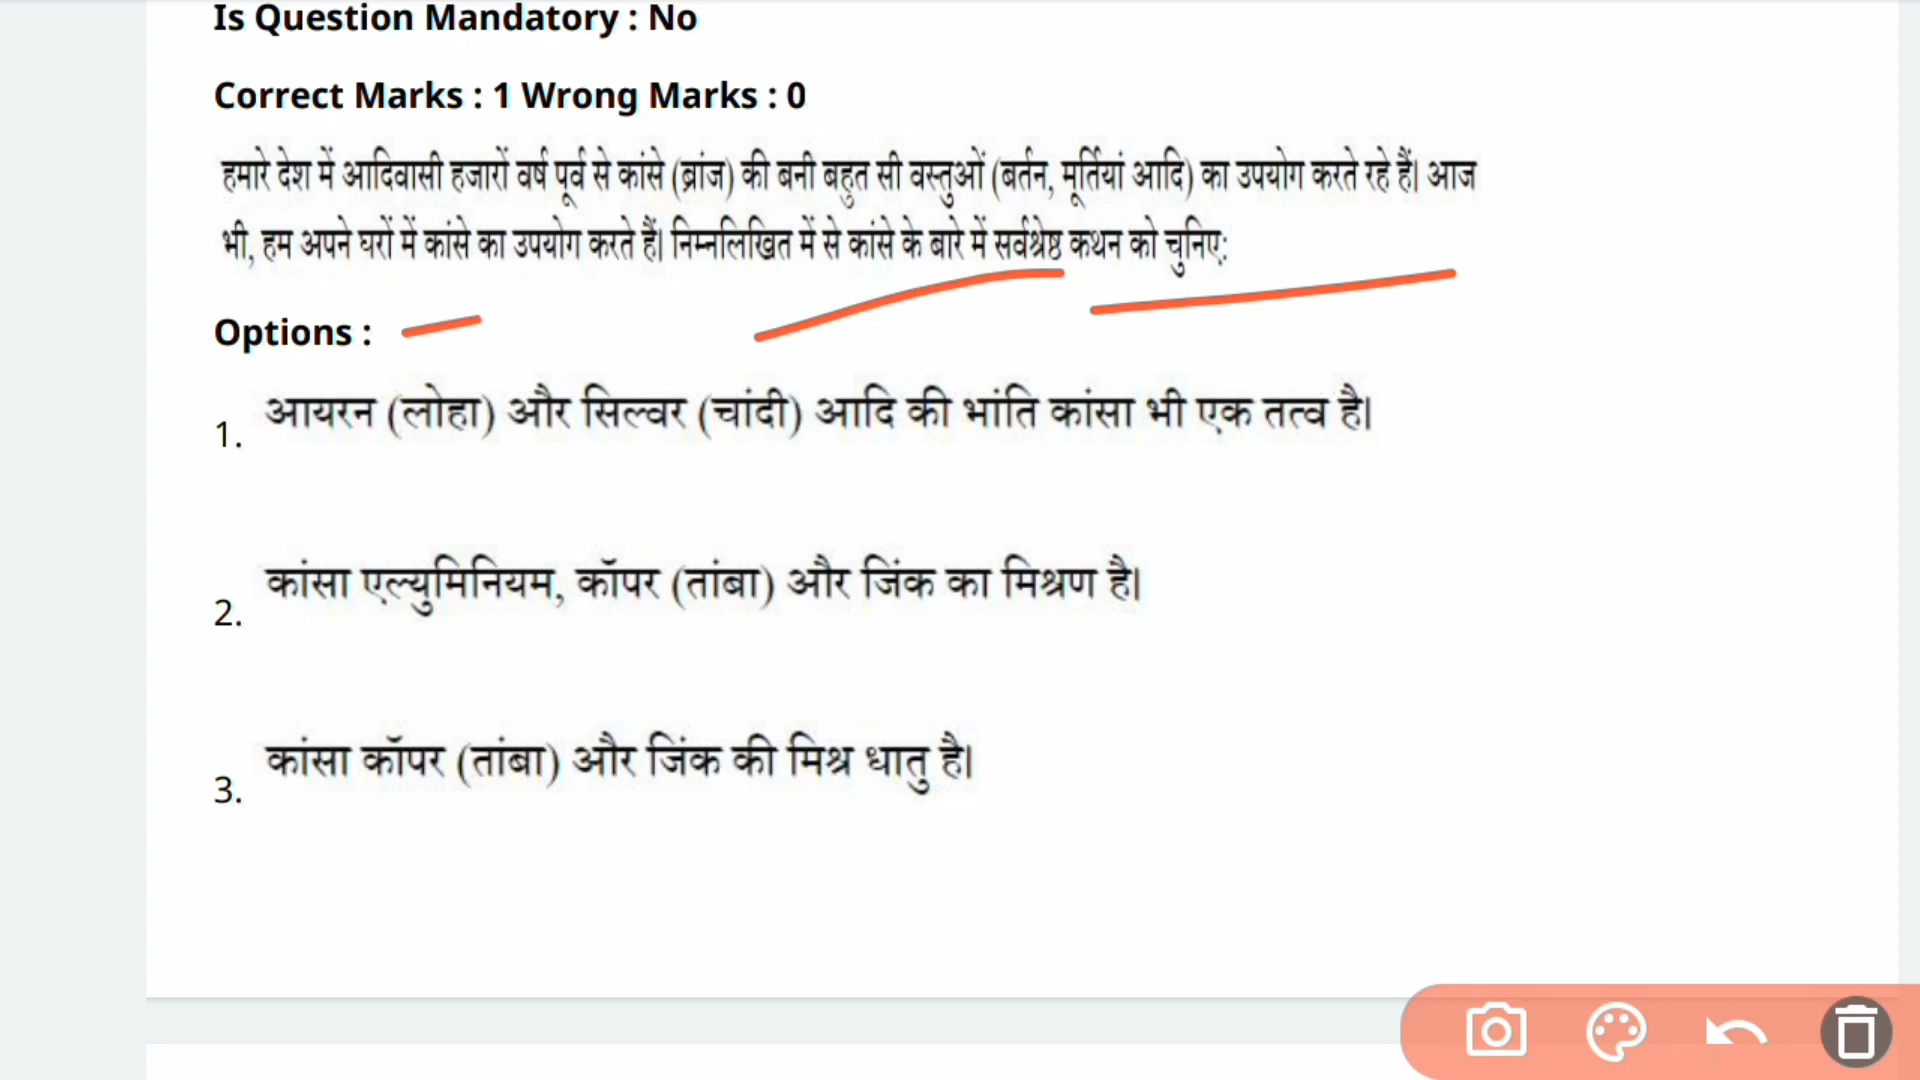 Is Question Mandatory : No
Correct Marks : 1 Wrong Marks : 0
हमारे देश में आदिवासी हजारों वर्ष पूर्व से कांसे (ब्रांज) की बनी बहुत सी वस्तुओं (बर्तन, मूर्तियां आदि) का उपयोग करते रहे हैं। आज
भी, हम अपने घरों में कांसे का उपयोग करते हैं। निम्नलिखित में से कांसे के बारे में सर्वश्रेष्ठ कथन को चुनिए:
Options :
1. आयरन (लोहा) और सिल्वर (चांदी) आदि की भांति कांसा भी एक तत्व है।
2. कांसा एल्युमिनियम, कॉपर (तांबा) और जिंक का मिश्रण है।
3. कांसा कॉपर (तांबा) और जिंक की मिश्र धातु है।